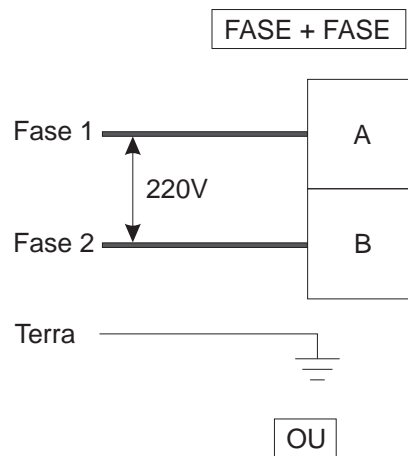 FASE + FASE
Fase 1
A
220V
Fase 2
B
Terra
OU